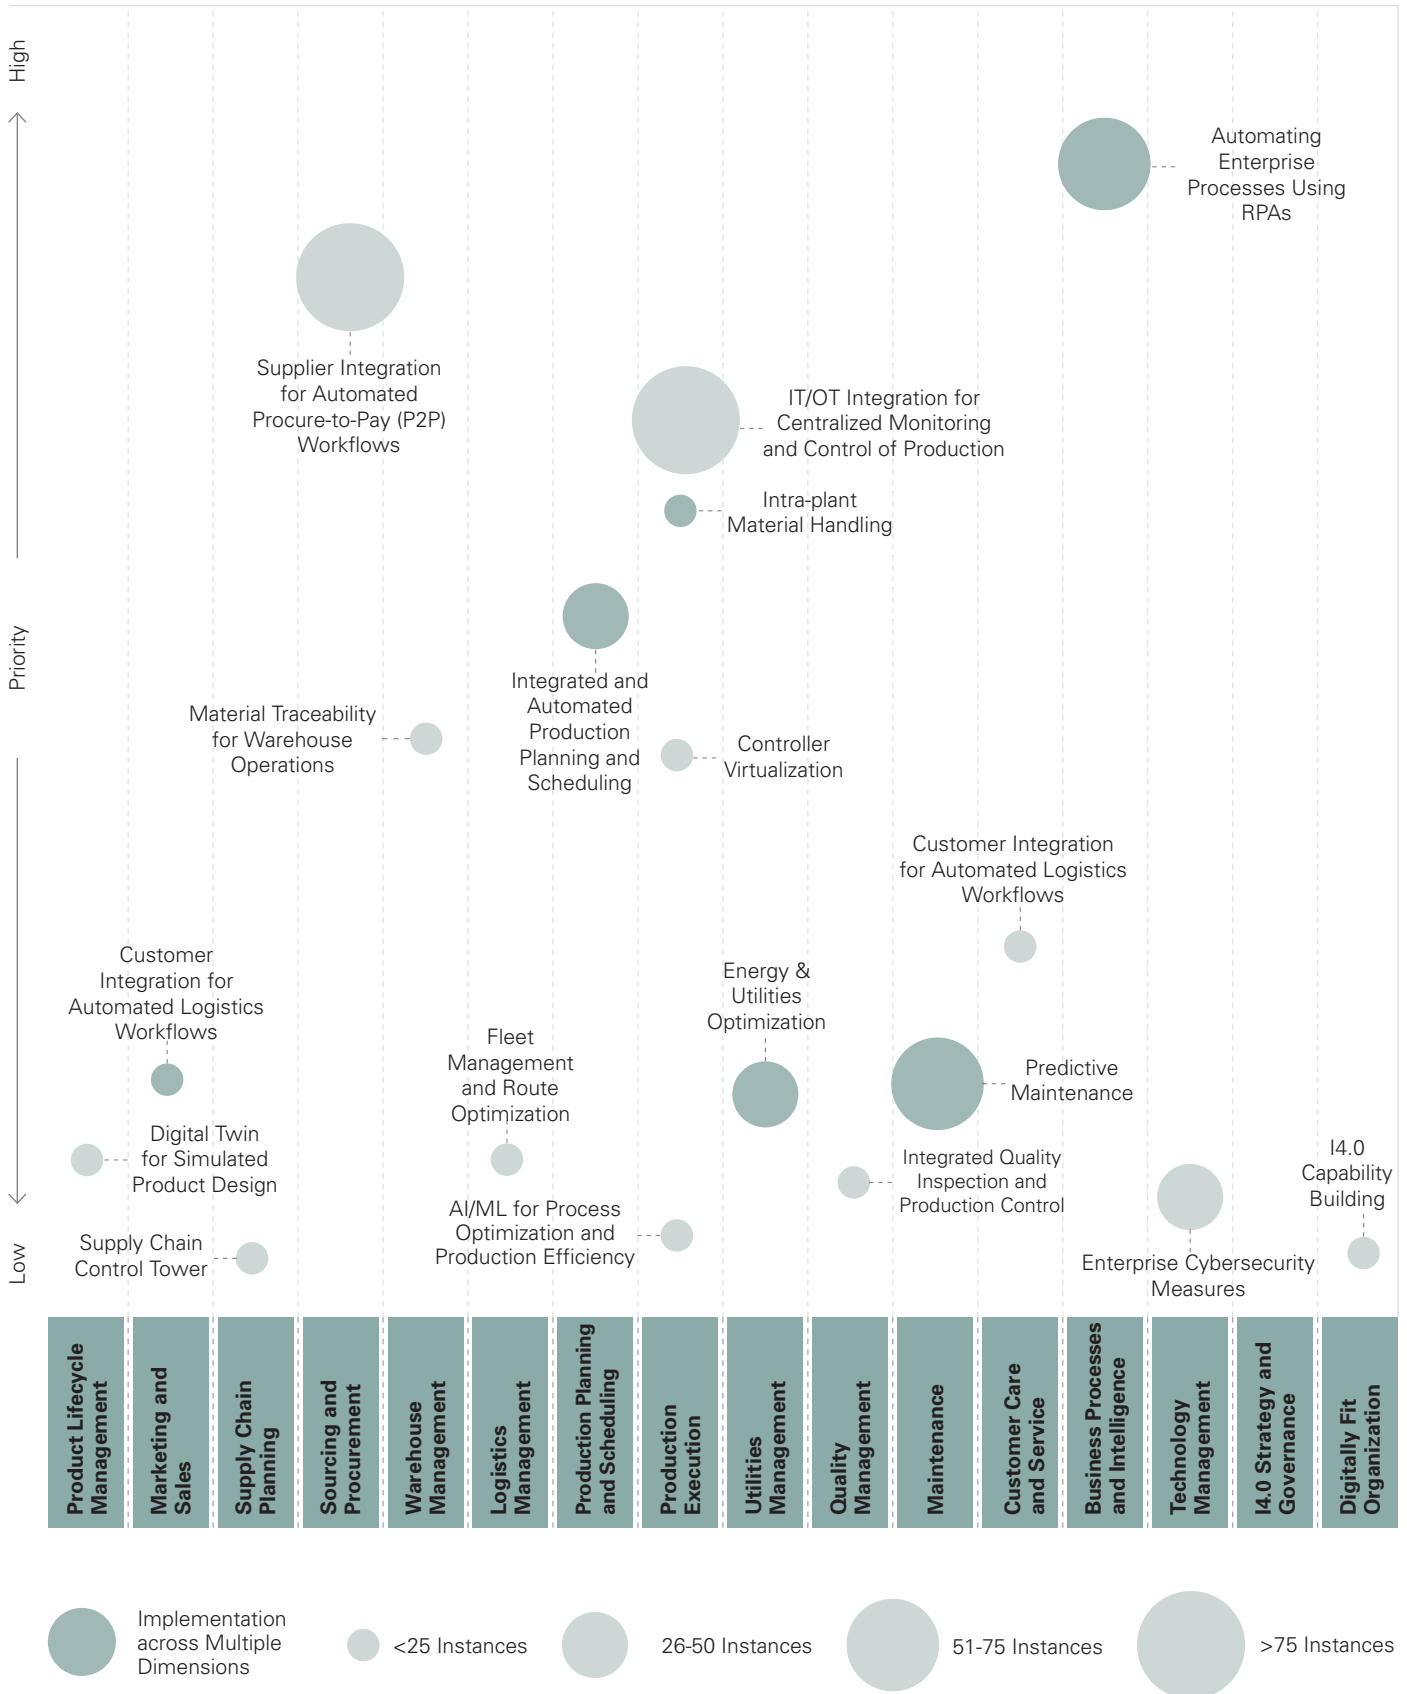 High
Automating
Enterprise
Processes Using
RPAs
Supplier Integration
for Automated
Procure-to-Pay (P2P)
Workflows
IT/OT Integration for
Centralized Monitoring
and Control of Production
Intra-plant
Material Handling
Priority
Integrated and
Automated
Production
Planning and
Scheduling
Material Traceability
for Warehouse
Operations
Controller
Virtualization
Customer Integration
for Automated Logistics
Workflows
Customer
Integration for
Automated Logistics
Workflows
Energy &
Utilities
Optimization
Fleet
Management
and Route
Optimization
Predictive
Maintenance
Digital Twin
for Simulated
Product Design
Integrated Quality
Inspection and
Production Control
I4.0
Capability
Building
AI/ML for Process
Optimization and
Production Efficiency
Supply Chain
Control Tower
Enterprise Cybersecurity
Measures
Low
Product Lifecycle
Management
Marketing and
Sales
Supply Chain
Planning
Sourcing and
Procurement
Warehouse
Management
Logistics
Management
Production Planning
and Scheduling
Production
Execution
Utilities
Management
Quality
Management
Maintenance
Customer Care
and Service
Business Processes
and Intelligence
Technology
Management
I4.0 Strategy and
Governance
Digitally Fit
Organization
Implementation
across Multiple
Dimensions
<25 Instances
26-50 Instances
51-75 Instances
>75 Instances